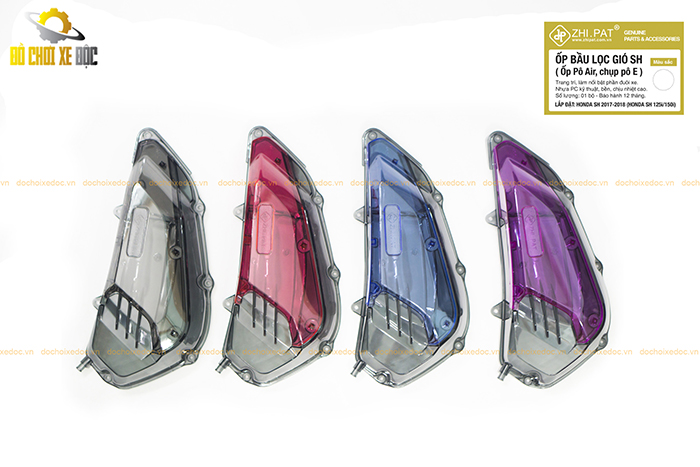 ĐỒ CHƠI XE ĐỘC
ZHI.PAT
www.zhipat.com.vn
GENUINE
PARTS & ACCESSORIES
ỐP BẦU LỌC GIÓ SH
( Ốp Pô Air, chụp pô E )
Trang trí, làm nổi bật phần đuôi xe.
Nhựa PC kỹ thuật, bền, chịu nhiệt cao.
Số lượng: 01 bộ - Bảo hành 12 tháng.
LẮP ĐẶT: HONDA SH 2017-2018 (HONDA SH 125i/150i)
Màu sắc
.vn dochoixedoc.vn dochoixedoc.vn dochoixedoc.vn dochoixedoc.vn dochoixedoc.vn
ZHI.PAT
xedoc.vn dochoixedoc.vn dochoixedoc.vn dochoixedoc.vn dochoixedoc.vn dochoixedoc.vn